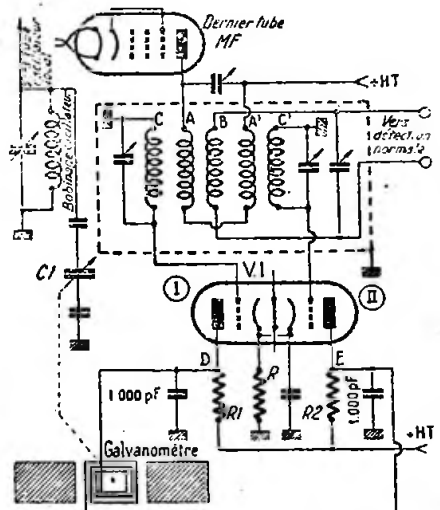 Dernier tube
MF
+HT
Bobinage oscillateur
C
A
B
A'
C'
Vers
détection
normale
C1
V.1
I
II
D
E
1.000 pF
R1
R
R2
1.000 pF
+HT
Galvanomètre